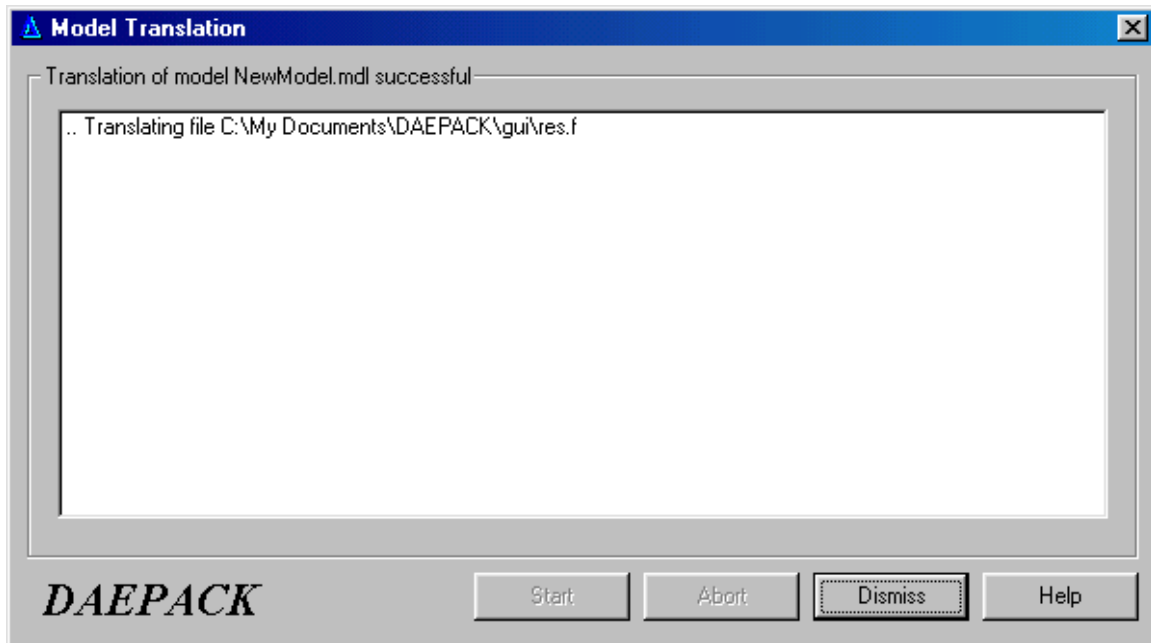 Model Translation
Translation of model NewModel.mdl successful
.. Translating file C:\My Documents\DAEPACK\gui\res.f
DAEPACK
Start
Abort
Dismiss
Help